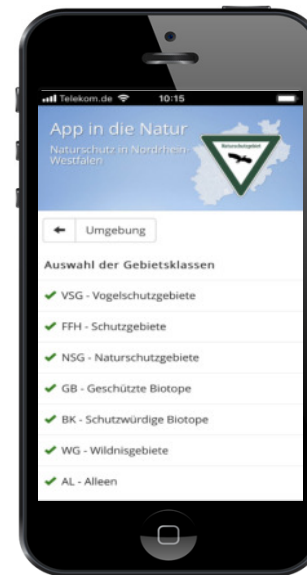 Telekom.de 10:15
App in die Natur
Naturschutz in Nordrhein-
Westfalen
Naturschutzgebiet
Umgebung
Auswahl der Gebietsklassen
VSG - Vogelschutzgebiete
FFH - Schutzgebiete
NSG - Naturschutzgebiete
GB - Geschützte Biotope
BK - Schutzwürdige Biotope
WG - Wildnisgebiete
AL - Alleen